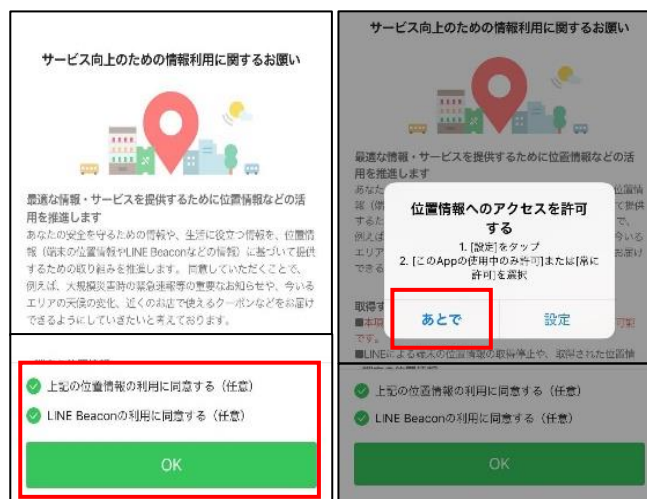 サービス向上のための情報利用に関するお願い
最適な情報・サービスを提供するために位置情報などの活
用を推進します
あなたの安全を守るための情報や、生活に役立つ情報を、位置情
報（端末の位置情報やLINE Beaconなどの情報）に基づいて提供
するための取り組みを推進します。同意していただくことで、
例えば、大規模災害時の緊急速報等の重要なお知らせや、今いる
エリアの天候の変化、近くのお店で使えるクーポンなどをお届け
できるようにしていきたいと考えております。
上記の位置情報の利用に同意する（任意）
LINE Beaconの利用に同意する（任意）
OK
サービス向上のための情報利用に関するお願い
最適な情報・サービスを提供するために位置情報などの活
用を推進します
位置情報へのアクセスを許可
する
1. [設定]をタップ
2. [このAppの使用中のみ許可]または[常に
許可]を選択
あとで
設定
です。
■LINEによる端末の位置情報の取得停止や、取得された位置情
上記の位置情報の利用に同意する（任意）
LINE Beaconの利用に同意する（任意）
OK